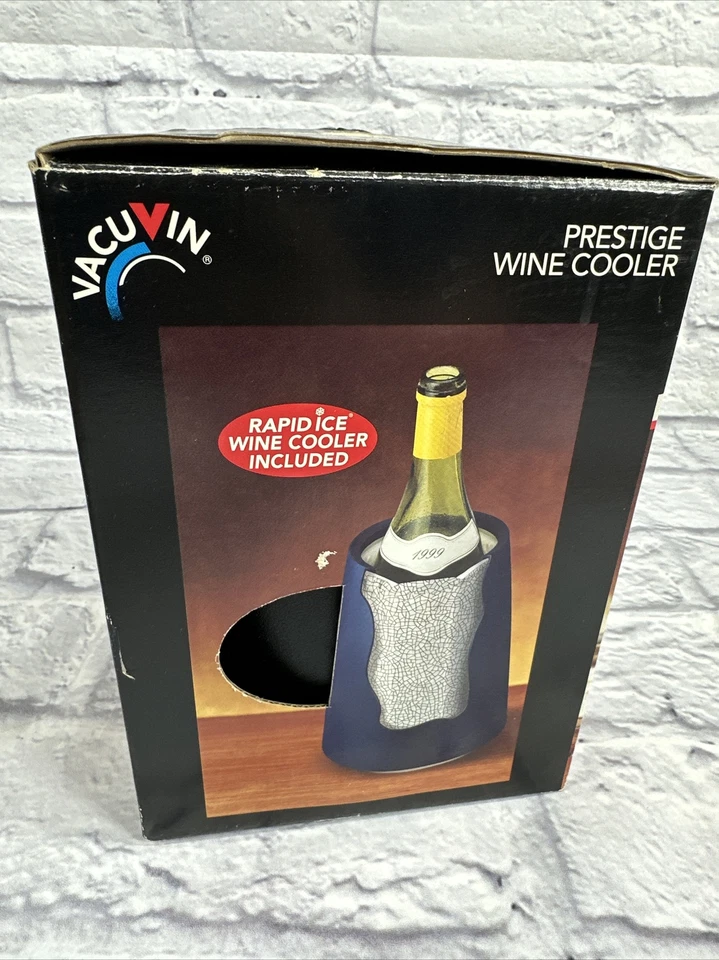 VACUVIN®
PRESTIGE
WINE COOLER
RAPID ICE®
WINE COOLER
INCLUDED
1999